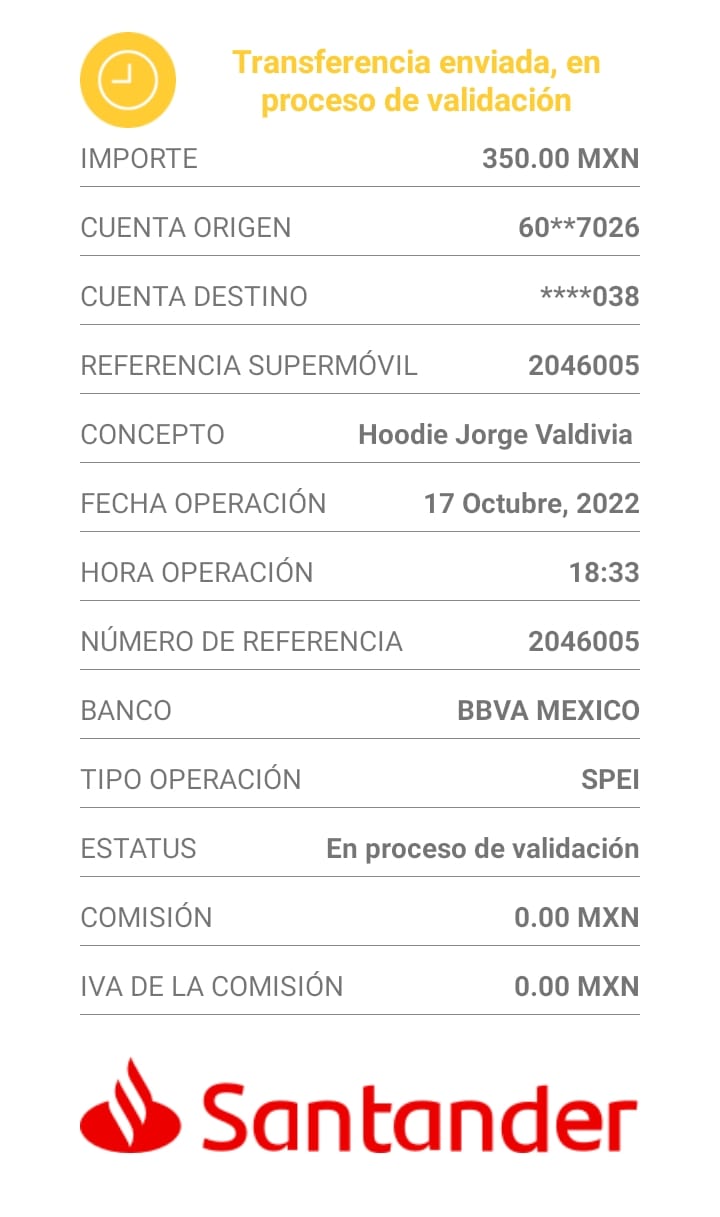 Transferencia enviada, en
proceso de validación
IMPORTE 350.00 MXN
CUENTA ORIGEN 60**7026
CUENTA DESTINO ****038
REFERENCIA SUPERMÓVIL 2046005
CONCEPTO Hoodie Jorge Valdivia
FECHA OPERACIÓN 17 Octubre, 2022
HORA OPERACIÓN 18:33
NÚMERO DE REFERENCIA 2046005
BANCO BBVA MEXICO
TIPO OPERACIÓN SPEI
ESTATUS En proceso de validación
COMISIÓN 0.00 MXN
IVA DE LA COMISIÓN 0.00 MXN
Santander